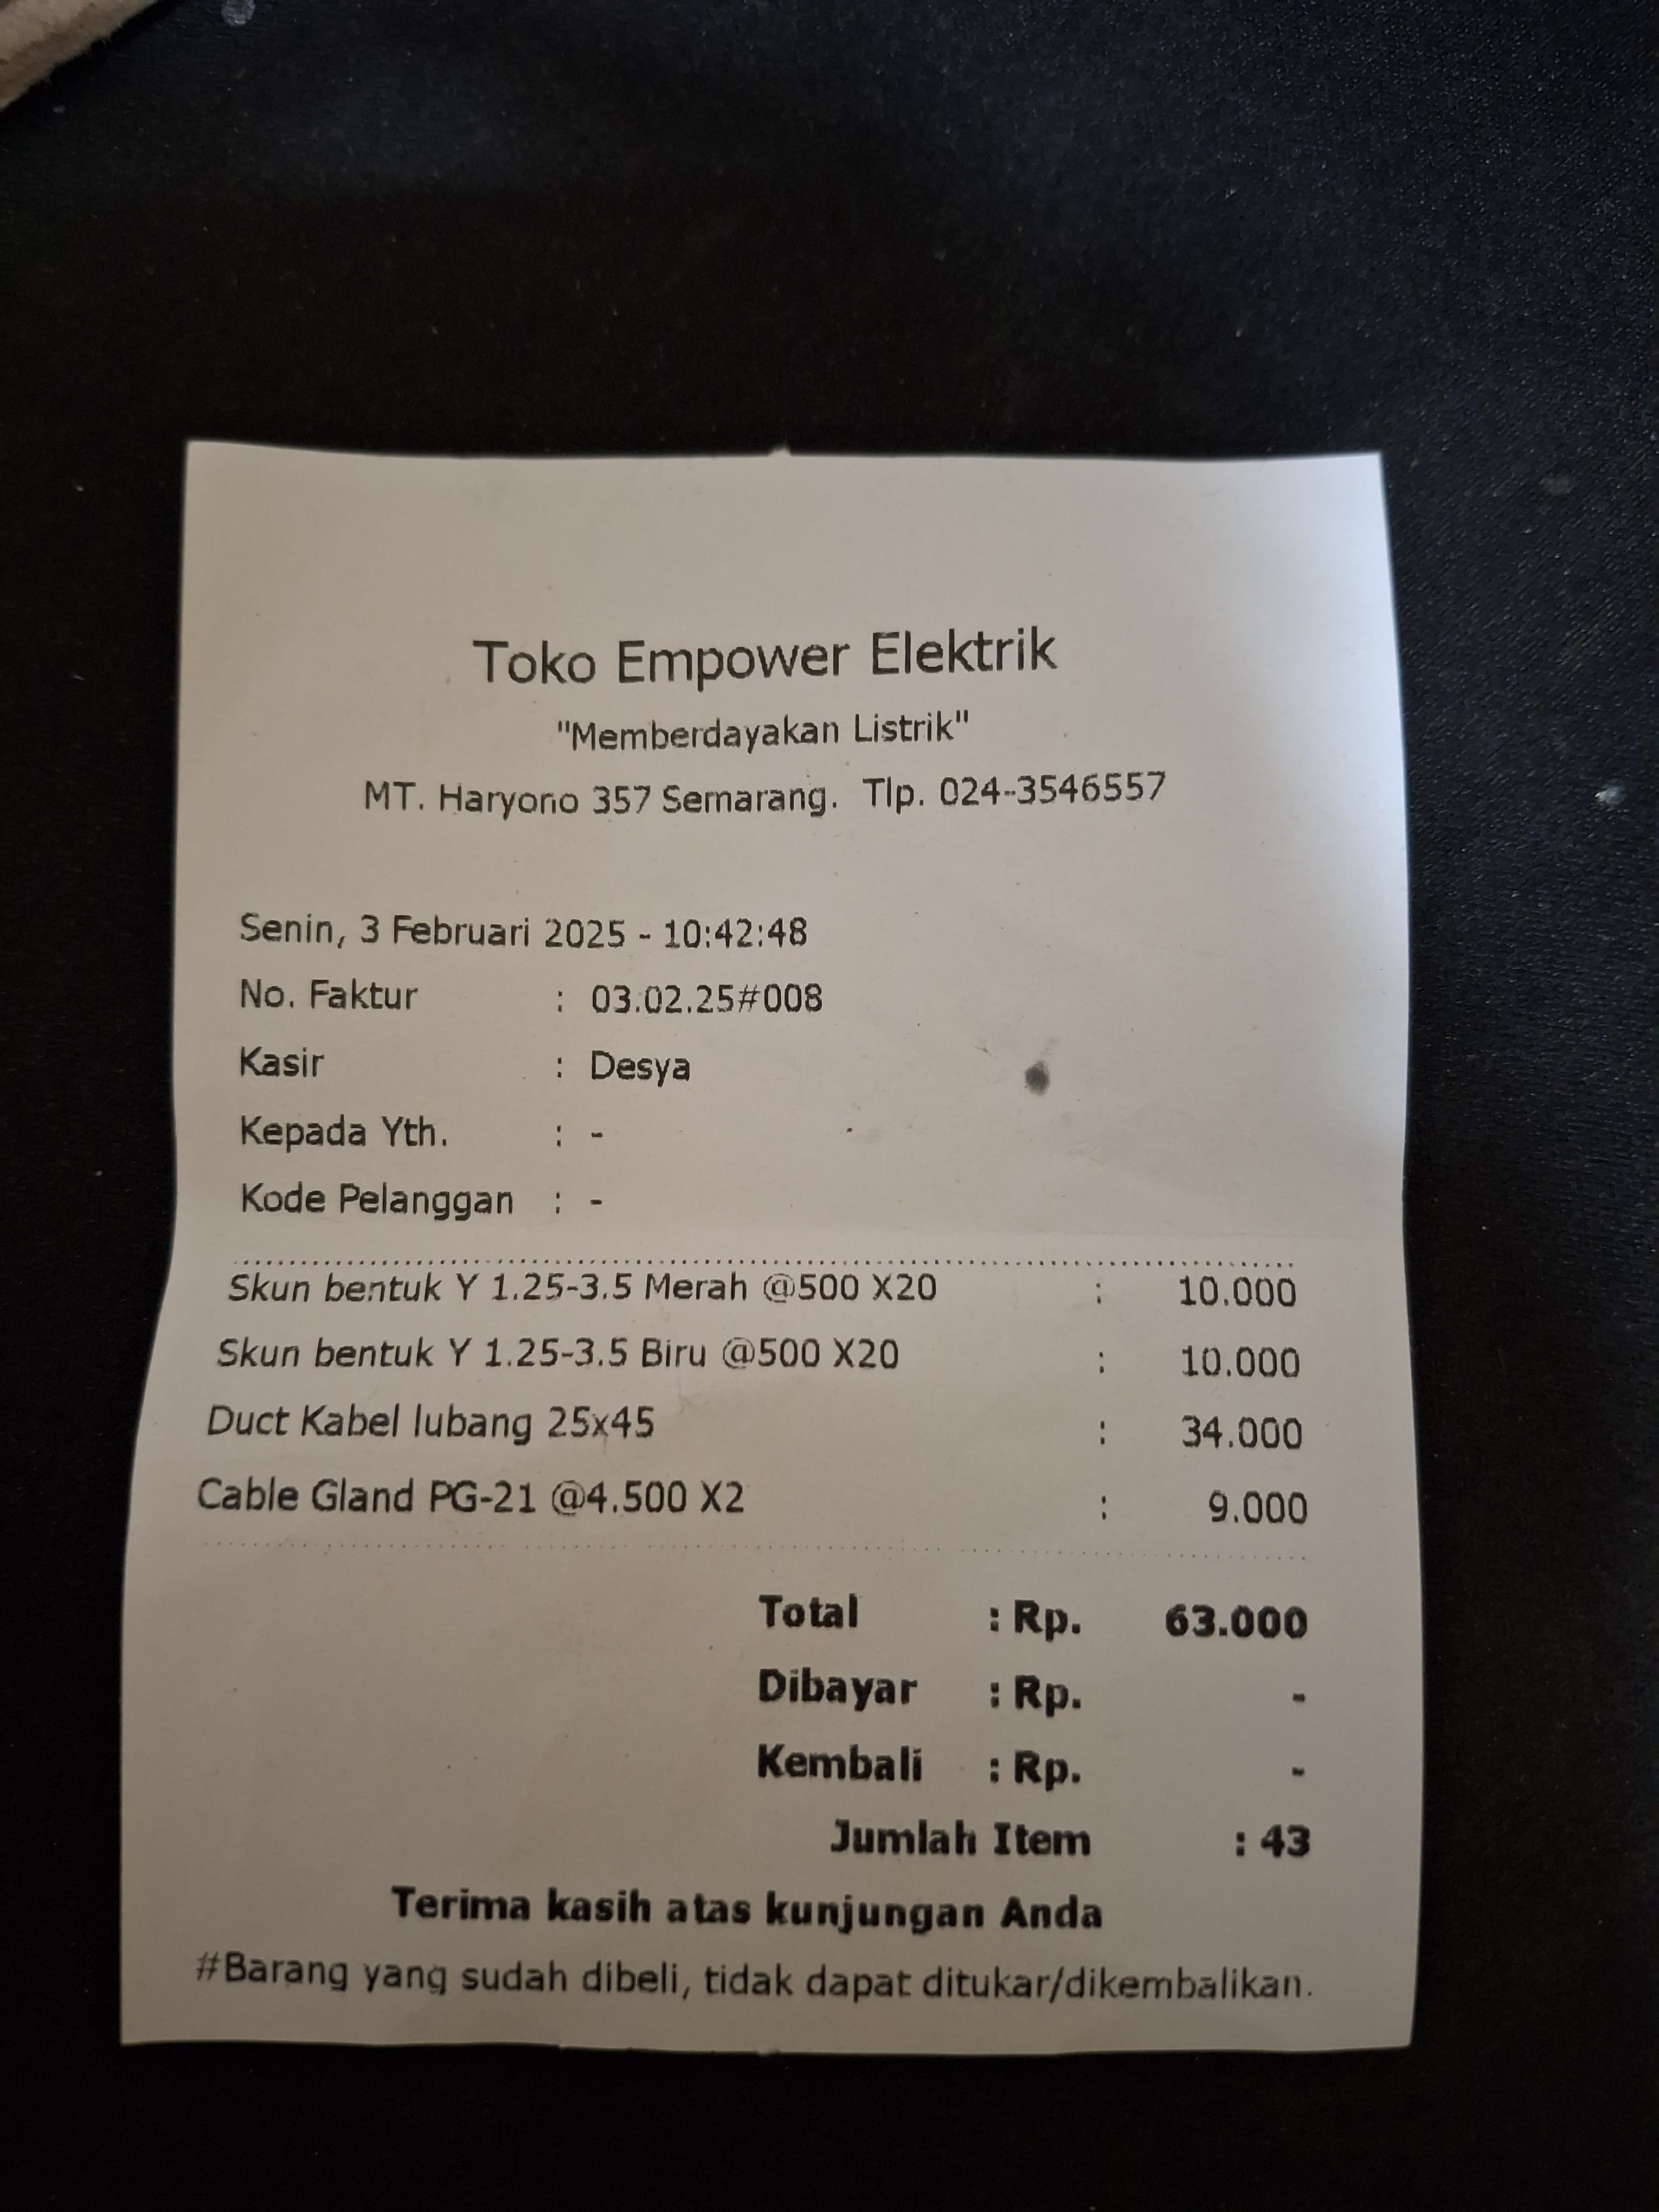 Toko Empower Elektrik
"Memberdayakan Listrik"
MT. Haryono 357 Semarang. Tlp. 024-3546557
Senin, 3 Februari 2025 - 10:42:48
No. Faktur : 03.02.25#008
Kasir : Desya
Kepada Yth. : -
Kode Pelanggan : -
Skun bentuk Y 1.25-3.5 Merah @500 X20 : 10.000
Skun bentuk Y 1.25-3.5 Biru @500 X20 : 10.000
Duct Kabel lubang 25x45 : 34.000
Cable Gland PG-21 @4.500 X2 : 9.000
Total : Rp. 63.000
Dibayar : Rp. -
Kembali : Rp. -
Jumlah Item : 43
Terima kasih atas kunjungan Anda
#Barang yang sudah dibeli, tidak dapat ditukar/dikembalikan.